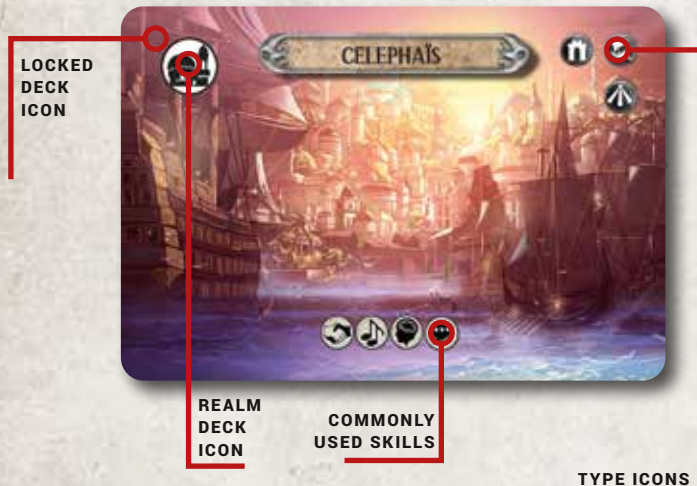 LOCKED
DECK
ICON
CELEPHAÏS
REALM
DECK
ICON
COMMONLY
USED SKILLS
TYPE ICONS